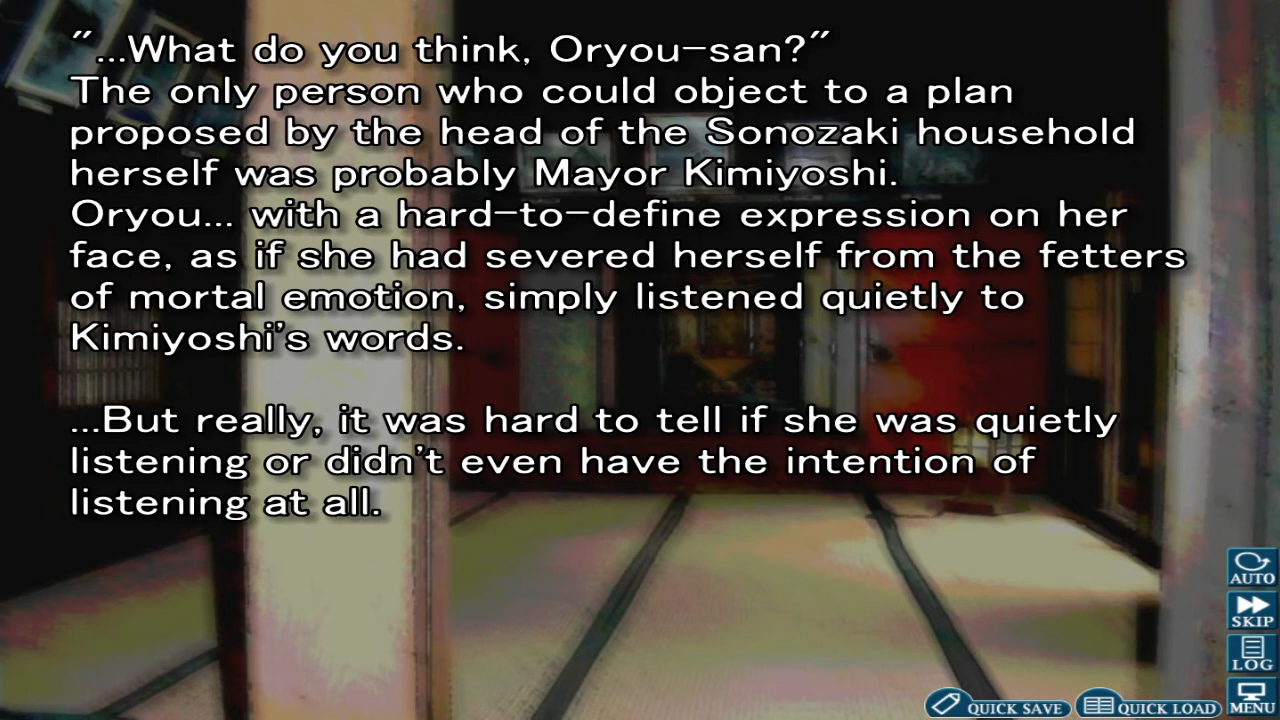 "...What do you think, Oryou-san?"
The only person who could object to a plan
proposed by the head of the Sonozaki household
herself was probably Mayor Kimiyoshi.
Oryou... with a hard-to-define expression on her
face, as if she had severed herself from the fetters
of mortal emotion, simply listened quietly to
Kimiyoshi's words.
...But really, it was hard to tell if she was quietly
listening or didn't even have the intention of
listening at all.
AUTO
SKIP
LOG
QUICK SAVE
QUICK LOAD
MENU